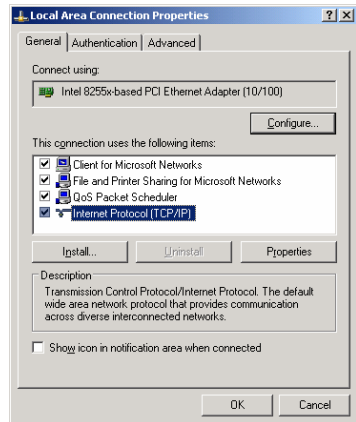 Local Area Connection Properties
General Authentication Advanced
Connect using:
Intel 8255x-based PCI Ethernet Adapter (10/100)
Configure...
This connection uses the following items:
Client for Microsoft Networks
File and Printer Sharing for Microsoft Networks
QoS Packet Scheduler
Internet Protocol (TCP/IP)
Install... Uninstall Properties
Description
Transmission Control Protocol/Internet Protocol. The default
wide area network protocol that provides communication
across diverse interconnected networks.
Show icon in notification area when connected
OK Cancel